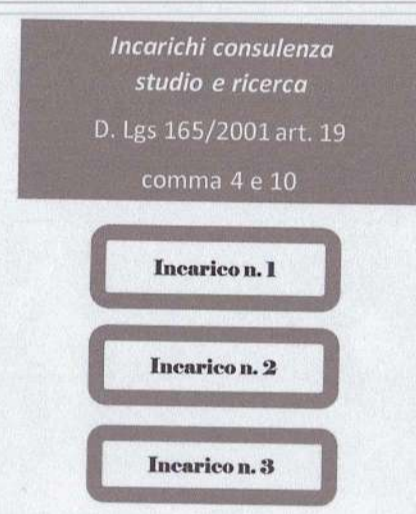 Incarichi consulenza
studio e ricerca
D. Lgs 165/2001 art. 19
comma 4 e 10
Incarico n. 1
Incarico n. 2
Incarico n. 3